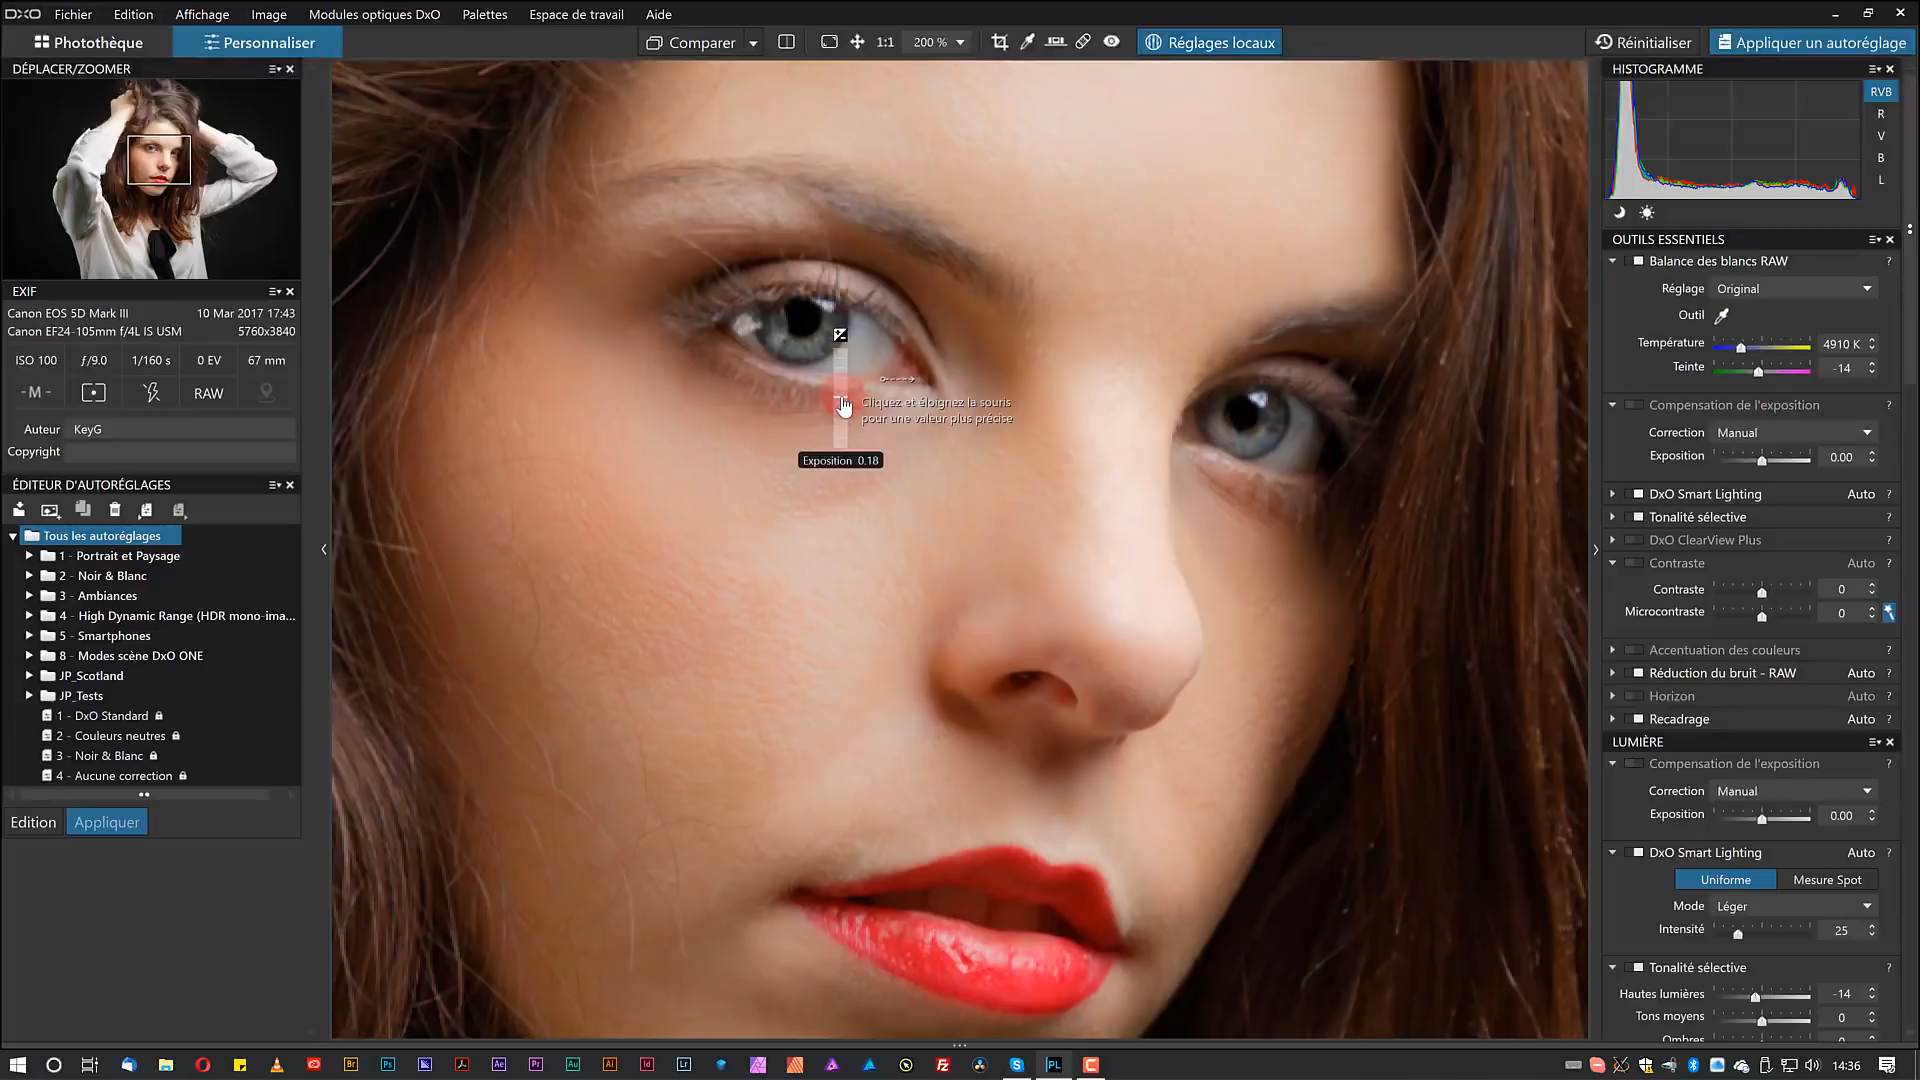 DXO Fichier Edition Affichage Image Modules optiques DxO Palettes Espace de travail Aide
Photothèque Personnaliser Comparer 1:1 200 % Réglages locaux Réinitialiser Appliquer un autoréglage
DÉPLACER/ZOOMER
EXIF
Canon EOS 5D Mark III 10 Mar 2017 17:43
Canon EF24-105mm f/4L IS USM 5760x3840
ISO 100 ƒ/9.0 1/160 s 0 EV 67 mm
-M- RAW
Auteur KeyG
Copyright
ÉDITEUR D'AUTORÉGLAGES
Tous les autoréglages
1 - Portrait et Paysage
2 - Noir & Blanc
3 - Ambiances
4 - High Dynamic Range (HDR mono-ima...
5 - Smartphones
8 - Modes scène DxO ONE
JP_Scotland
JP_Tests
1 - DxO Standard
2 - Couleurs neutres
3 - Noir & Blanc
4 - Aucune correction
Edition Appliquer
Cliquez et éloignez la souris
pour une valeur plus précise
Exposition 0.18
HISTOGRAMME
RVB
R
V
B
L
OUTILS ESSENTIELS
Balance des blancs RAW ?
Réglage Original
Outil
Température 4910 K
Teinte -14
Compensation de l'exposition ?
Correction Manual
Exposition 0.00
DxO Smart Lighting Auto ?
Tonalité sélective ?
DxO ClearView Plus ?
Contraste Auto ?
Contraste 0
Microcontraste 0
Accentuation des couleurs ?
Réduction du bruit - RAW Auto ?
Horizon Auto ?
Recadrage Auto ?
LUMIÈRE
Compensation de l'exposition ?
Correction Manual
Exposition 0.00
DxO Smart Lighting Auto ?
Uniforme Mesure Spot
Mode Léger
Intensité 25
Tonalité sélective ?
Hautes lumières -14
Tons moyens 0
Ombres
Br Ps Ae Pr Au Ai Id Lr Fz S PL C 14:36